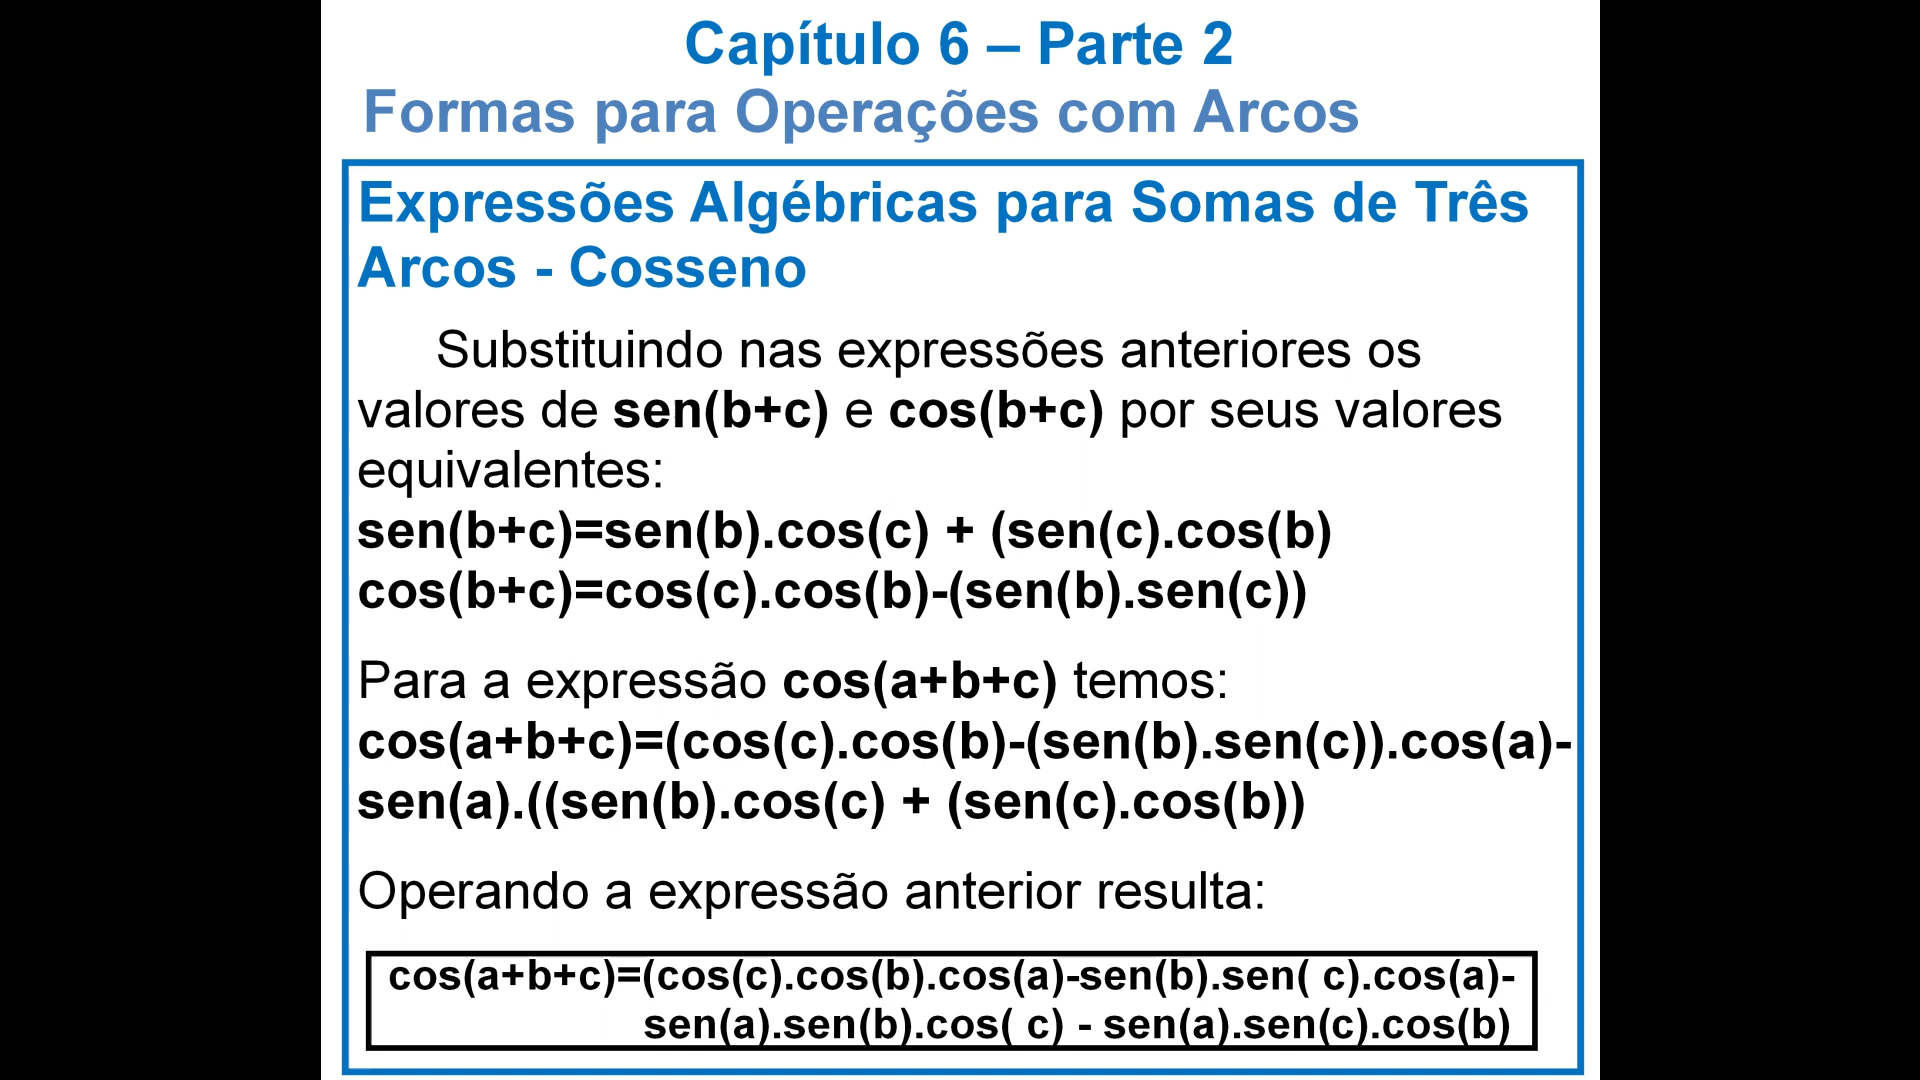 Capítulo 6 – Parte 2
Formas para Operações com Arcos
Expressões Algébricas para Somas de Três
Arcos - Cosseno
Substituindo nas expressões anteriores os
valores de sen(b+c) e cos(b+c) por seus valores
equivalentes:
sen(b+c)=sen(b).cos(c) + (sen(c).cos(b)
cos(b+c)=cos(c).cos(b)-(sen(b).sen(c))
Para a expressão cos(a+b+c) temos:
cos(a+b+c)=(cos(c).cos(b)-(sen(b).sen(c)).cos(a)-
sen(a).((sen(b).cos(c) + (sen(c).cos(b))
Operando a expressão anterior resulta:
cos(a+b+c)=(cos(c).cos(b).cos(a)-sen(b).sen( c).cos(a)-
sen(a).sen(b).cos( c) - sen(a).sen(c).cos(b)